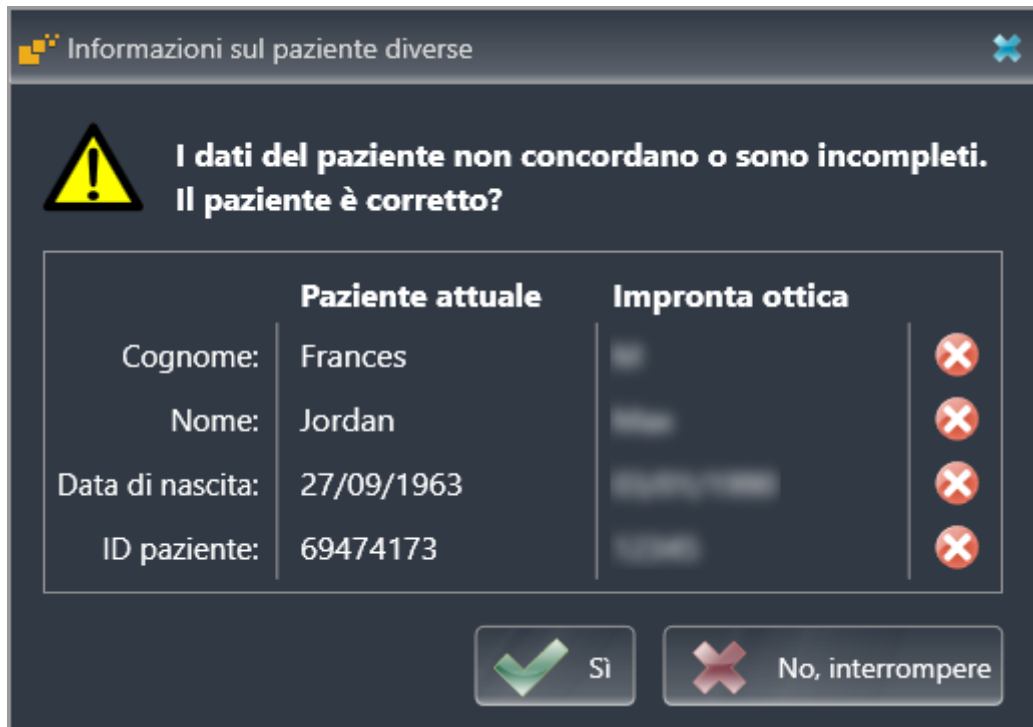 Informazioni sul paziente diverse
I dati del paziente non concordano o sono incompleti.
Il paziente è corretto?
Paziente attuale Impronta ottica
Cognome: Frances
Nome: Jordan
Data di nascita: 27/09/1963
ID paziente: 69474173
Sì No, interrompere